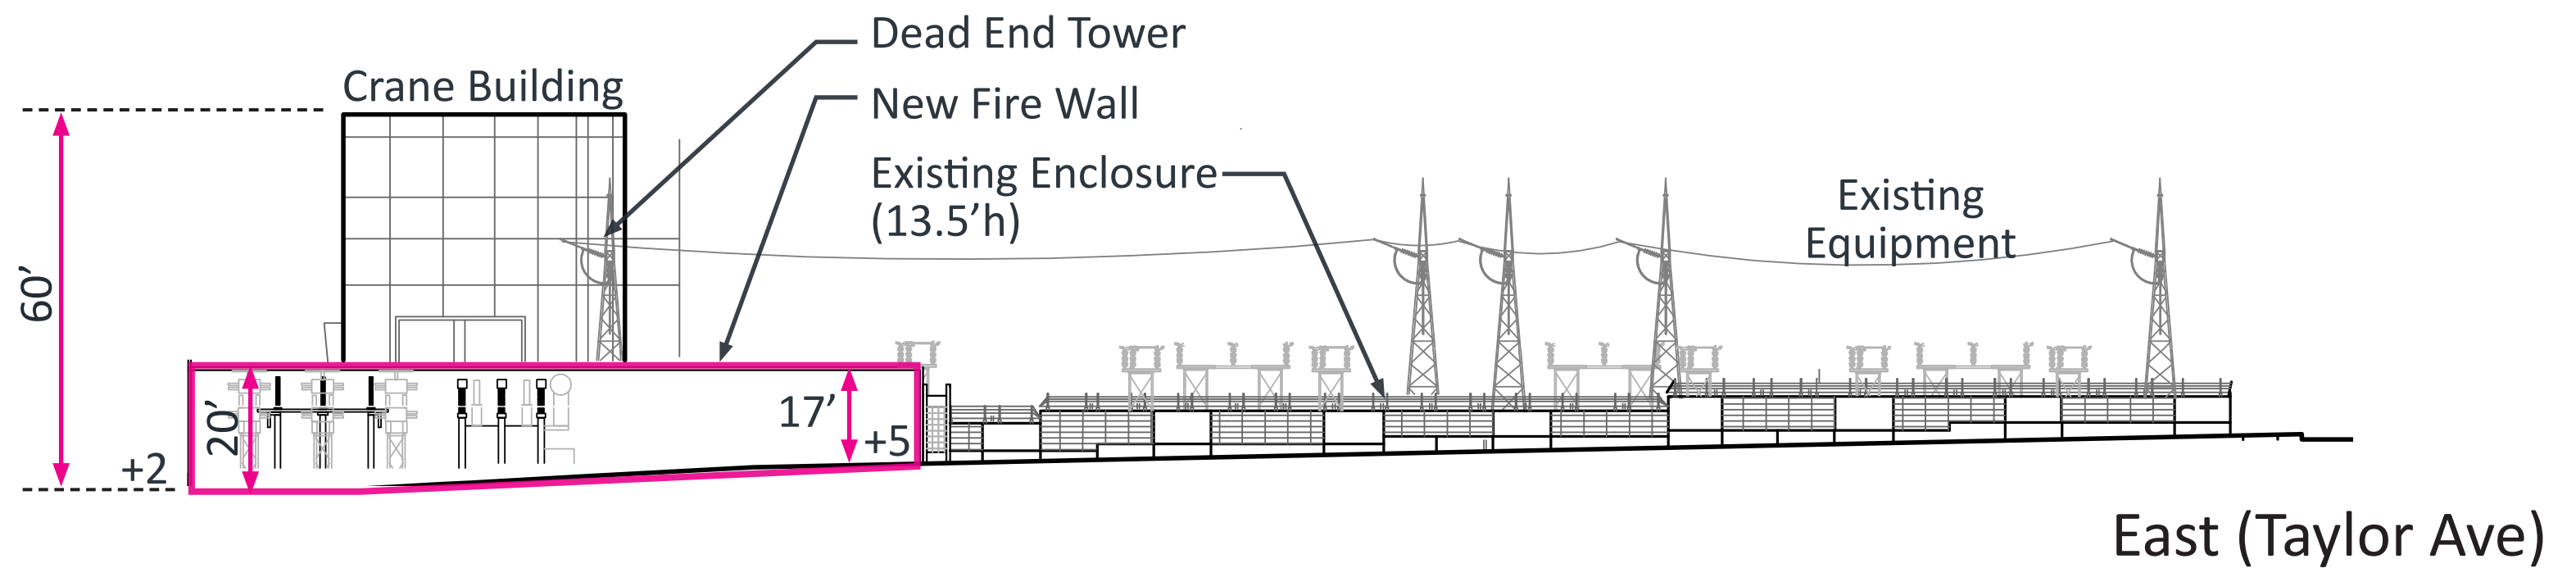 Dead End Tower
Crane Building
New Fire Wall
Existing Enclosure
(13.5’h)
Existing
Equipment
60’
20’
17’
+5
+2
East (Taylor Ave)